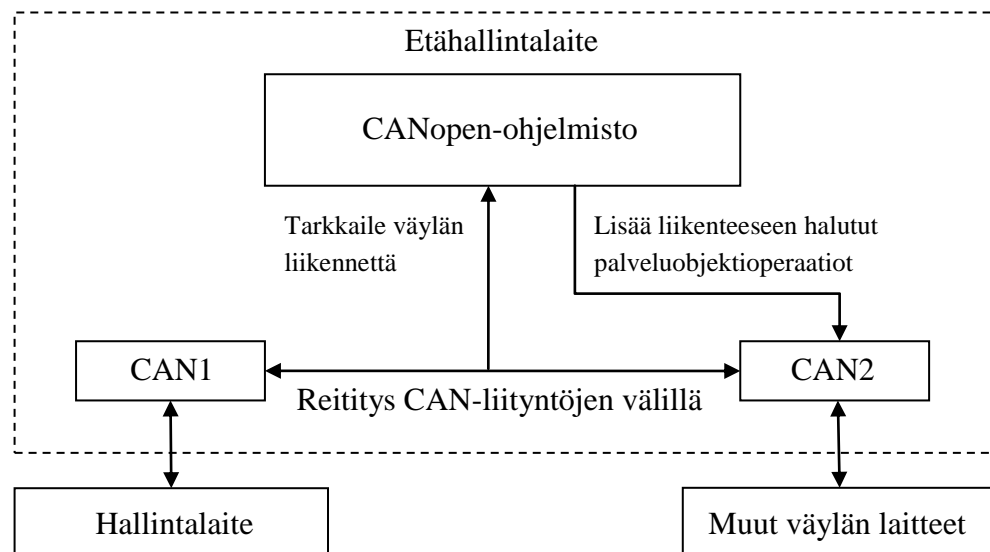 Etähallintalaite
CANopen-ohjelmisto
Tarkkaile väylän
liikennettä
Lisää liikenteeseen halutut
palveluobjektioperaatiot
CAN1
CAN2
Reititys CAN-liityntöjen välillä
Hallintalaite
Muut väylän laitteet